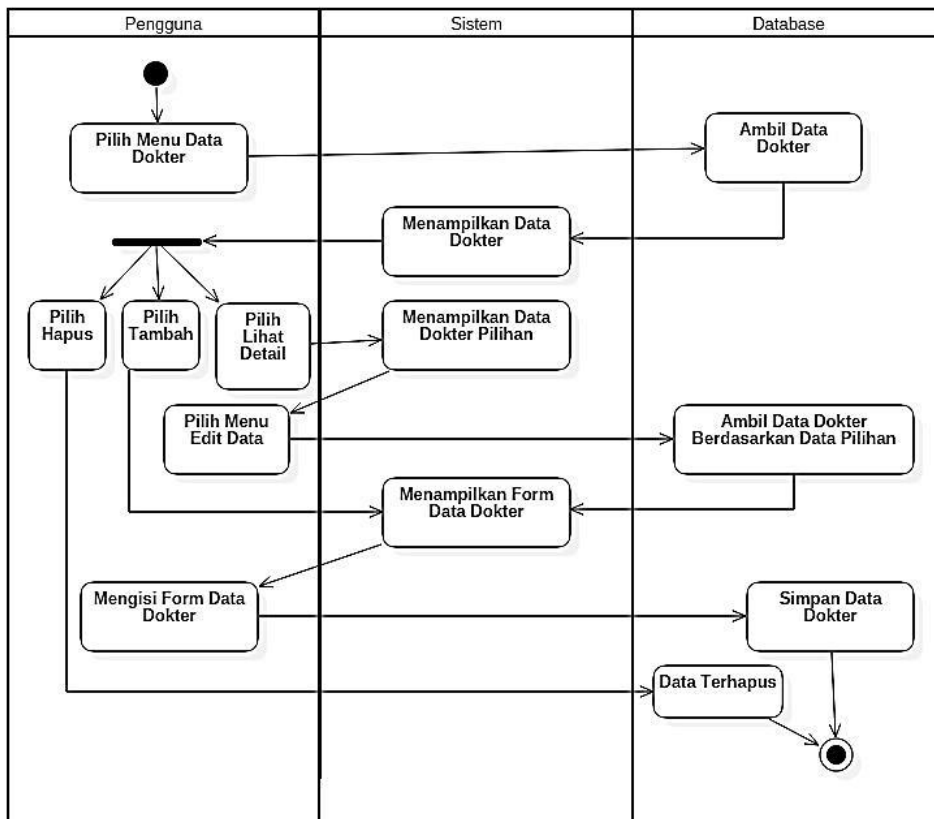 Pengguna
Sistem
Database
Pilih Menu Data
Dokter
Ambil Data
Dokter
Menampilkan Data
Dokter
Pilih
Hapus
Pilih
Tambah
Pilih
Lihat
Detail
Menampilkan Data
Dokter Pilihan
Pilih Menu
Edit Data
Ambil Data Dokter
Berdasarkan Data Pilihan
Menampilkan Form
Data Dokter
Mengisi Form Data
Dokter
Simpan Data
Dokter
Data Terhapus